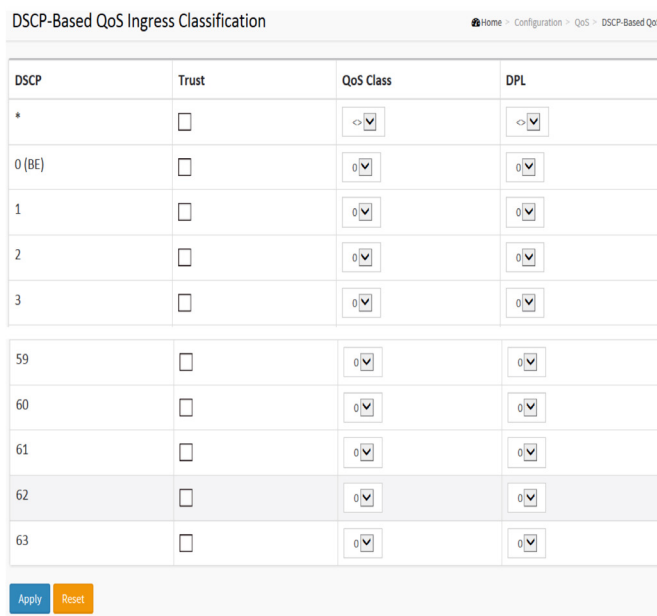 DSCP-Based QoS Ingress Classification
Home > Configuration > QoS > DSCP-Based QoS
DSCP Trust QoS Class DPL
* <> <>
0 (BE) 0 0
1 0 0
2 0 0
3 0 0
59 0 0
60 0 0
61 0 0
62 0 0
63 0 0
Apply Reset